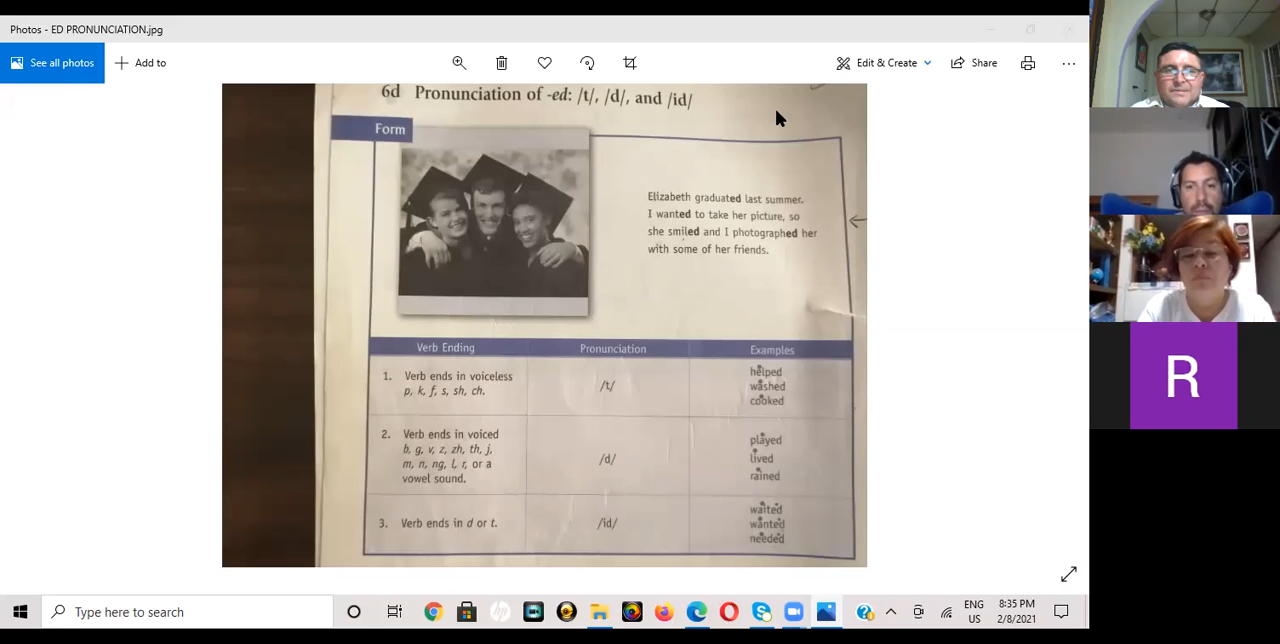 Photos - ED PRONUNCIATION.jpg
See all photos
Add to
Edit & Create
Share
6d Pronunciation of -ed: /t/, /d/, and /id/
Form
Elizabeth graduated last summer.
I wanted to take her picture, so
she smiled and I photographed her
with some of her friends.
Verb Ending Pronunciation Examples
1. Verb ends in voiceless
p, k, f, s, sh, ch.
/t/
helped
washed
cooked
2. Verb ends in voiced
b, g, v, z, zh, th, j,
m, n, ng, l, r, or a
vowel sound.
/d/
played
lived
rained
3. Verb ends in d or t.
/id/
waited
wanted
needed
R
Type here to search
ENG
US
8:35 PM
2/8/2021